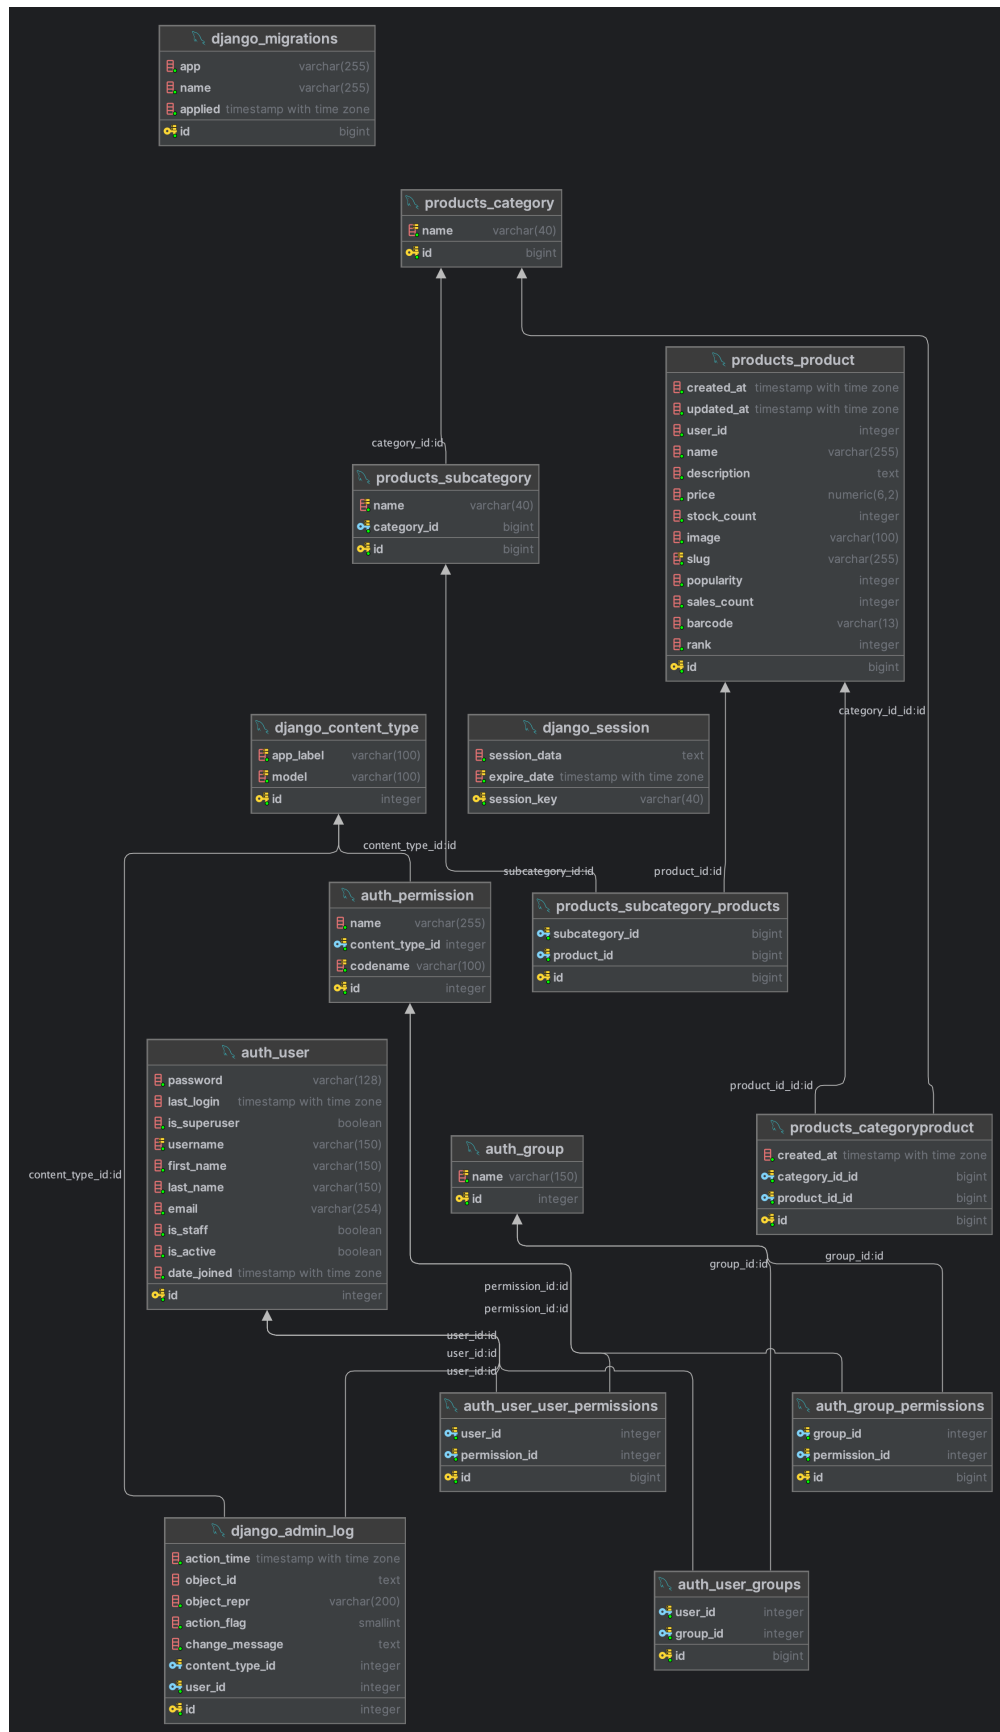 django_migrations
app varchar(255)
name varchar(255)
applied timestamp with time zone
id bigint
products_category
name varchar(40)
id bigint
products_product
created_at timestamp with time zone
updated_at timestamp with time zone
user_id integer
name varchar(255)
description text
price numeric(6,2)
stock_count integer
image varchar(100)
slug varchar(255)
popularity integer
sales_count integer
barcode varchar(13)
rank integer
id bigint
category_id:id
products_subcategory
name varchar(40)
category_id bigint
id bigint
category_id_id:id
django_content_type
app_label varchar(100)
model varchar(100)
id integer
django_session
session_data text
expire_date timestamp with time zone
session_key varchar(40)
content_type_id:id
subcategory_id:id
product_id:id
auth_permission
name varchar(255)
content_type_id integer
codename varchar(100)
id integer
products_subcategory_products
subcategory_id bigint
product_id bigint
id bigint
auth_user
password varchar(128)
last_login timestamp with time zone
is_superuser boolean
username varchar(150)
first_name varchar(150)
last_name varchar(150)
email varchar(254)
is_staff boolean
is_active boolean
date_joined timestamp with time zone
id integer
product_id_id:id
products_categoryproduct
created_at timestamp with time zone
category_id_id bigint
product_id_id bigint
id bigint
auth_group
name varchar(150)
id integer
content_type_id:id
group_id:id
group_id:id
permission_id:id
permission_id:id
user_id:id
user_id:id
user_id:id
auth_user_user_permissions
user_id integer
permission_id integer
id bigint
auth_group_permissions
group_id integer
permission_id integer
id bigint
django_admin_log
action_time timestamp with time zone
object_id text
object_repr varchar(200)
action_flag smallint
change_message text
content_type_id integer
user_id integer
id integer
auth_user_groups
user_id integer
group_id integer
id bigint